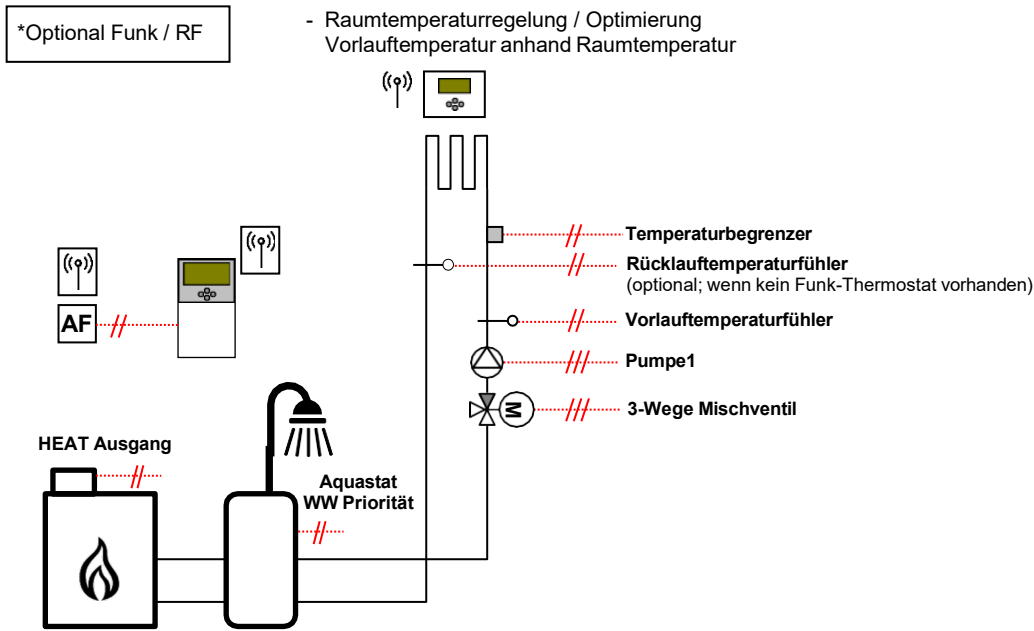 *Optional Funk / RF
- Raumtemperaturregelung / Optimierung
Vorlauftemperatur anhand Raumtemperatur
Temperaturbegrenzer
Rücklauftemperaturfühler
(optional; wenn kein Funk-Thermostat vorhanden)
AF
Vorlauftemperaturfühler
Pumpe1
M
3-Wege Mischventil
HEAT Ausgang
Aquastat
WW Priorität